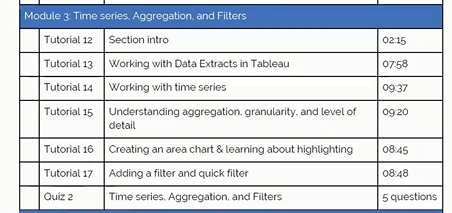 Module 3: Time series, Aggregation, and Filters
Tutorial 12 Section intro 02:15
Tutorial 13 Working with Data Extracts in Tableau 07:58
Tutorial 14 Working with time series 09:37
Tutorial 15 Understanding aggregation, granularity, and level of 09:20
detail
Tutorial 16 Creating an area chart & learning about highlighting 08:45
Tutorial 17 Adding a filter and quick filter 08:48
Quiz 2 Time series, Aggregation, and Filters 5 questions